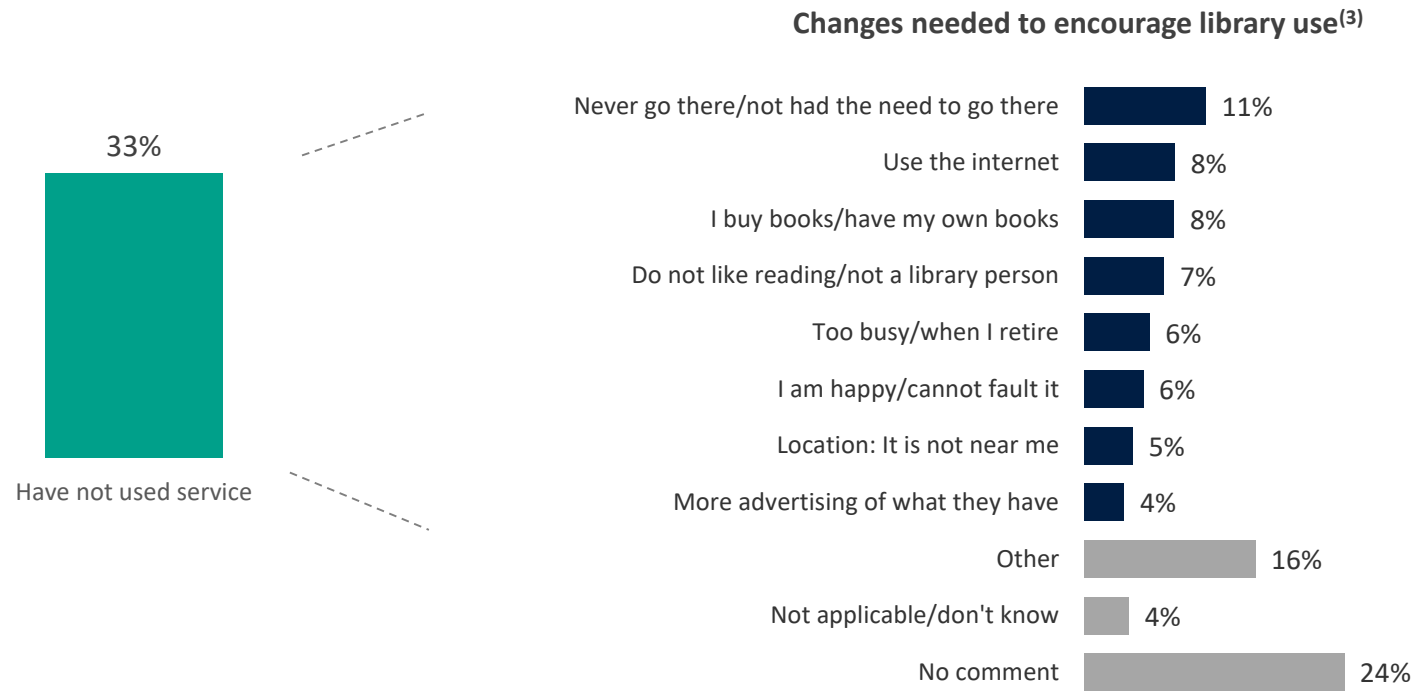 Changes needed to encourage library use(3)
33%
Have not used service
Never go there/not had the need to go there 11%
Use the internet 8%
I buy books/have my own books 8%
Do not like reading/not a library person 7%
Too busy/when I retire 6%
I am happy/cannot fault it 6%
Location: It is not near me 5%
More advertising of what they have 4%
Other 16%
Not applicable/don't know 4%
No comment 24%